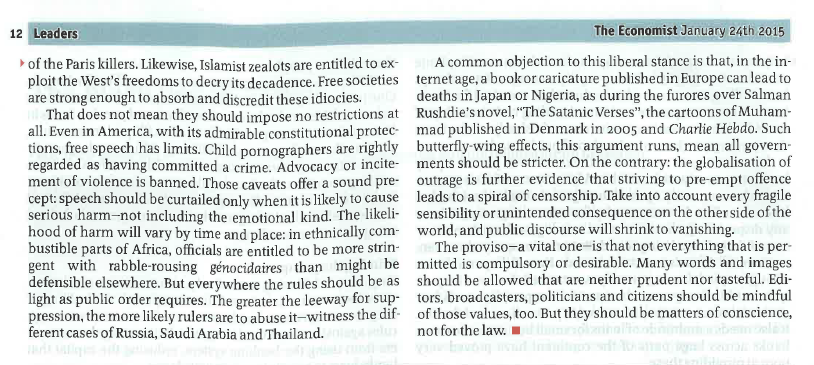 12 Leaders
The Economist January 24th 2015
of the Paris killers. Likewise, Islamist zealots are entitled to ex-
ploit the West's freedoms to decry its decadence. Free societies
are strong enough to absorb and discredit these idiocies.
That does not mean they should impose no restrictions at
all. Even in America, with its admirable constitutional protec-
tions, free speech has limits. Child pornographers are rightly
regarded as having committed a crime. Advocacy or incite-
ment of violence is banned. Those caveats offer a sound pre-
cept: speech should be curtailed only when it is likely to cause
serious harm—not including the emotional kind. The likeli-
hood of harm will vary by time and place: in ethnically com-
bustible parts of Africa, officials are entitled to be more strin-
gent with rabble-rousing génocidaires than might be
defensible elsewhere. But everywhere the rules should be as
light as public order requires. The greater the leeway for sup-
pression, the more likely rulers are to abuse it—witness the dif-
ferent cases of Russia, Saudi Arabia and Thailand.
A common objection to this liberal stance is that, in the in-
ternet age, a book or caricature published in Europe can lead to
deaths in Japan or Nigeria, as during the furores over Salman
Rushdie's novel, "The Satanic Verses", the cartoons of Muham-
mad published in Denmark in 2005 and Charlie Hebdo. Such
butterfly-wing effects, this argument runs, mean all govern-
ments should be stricter. On the contrary: the globalisation of
outrage is further evidence that striving to pre-empt offence
leads to a spiral of censorship. Take into account every fragile
sensibility or unintended consequence on the other side of the
world, and public discourse will shrink to vanishing.
The proviso—a vital one—is that not everything that is per-
mitted is compulsory or desirable. Many words and images
should be allowed that are neither prudent nor tasteful. Edi-
tors, broadcasters, politicians and citizens should be mindful
of those values, too. But they should be matters of conscience,
not for the law.